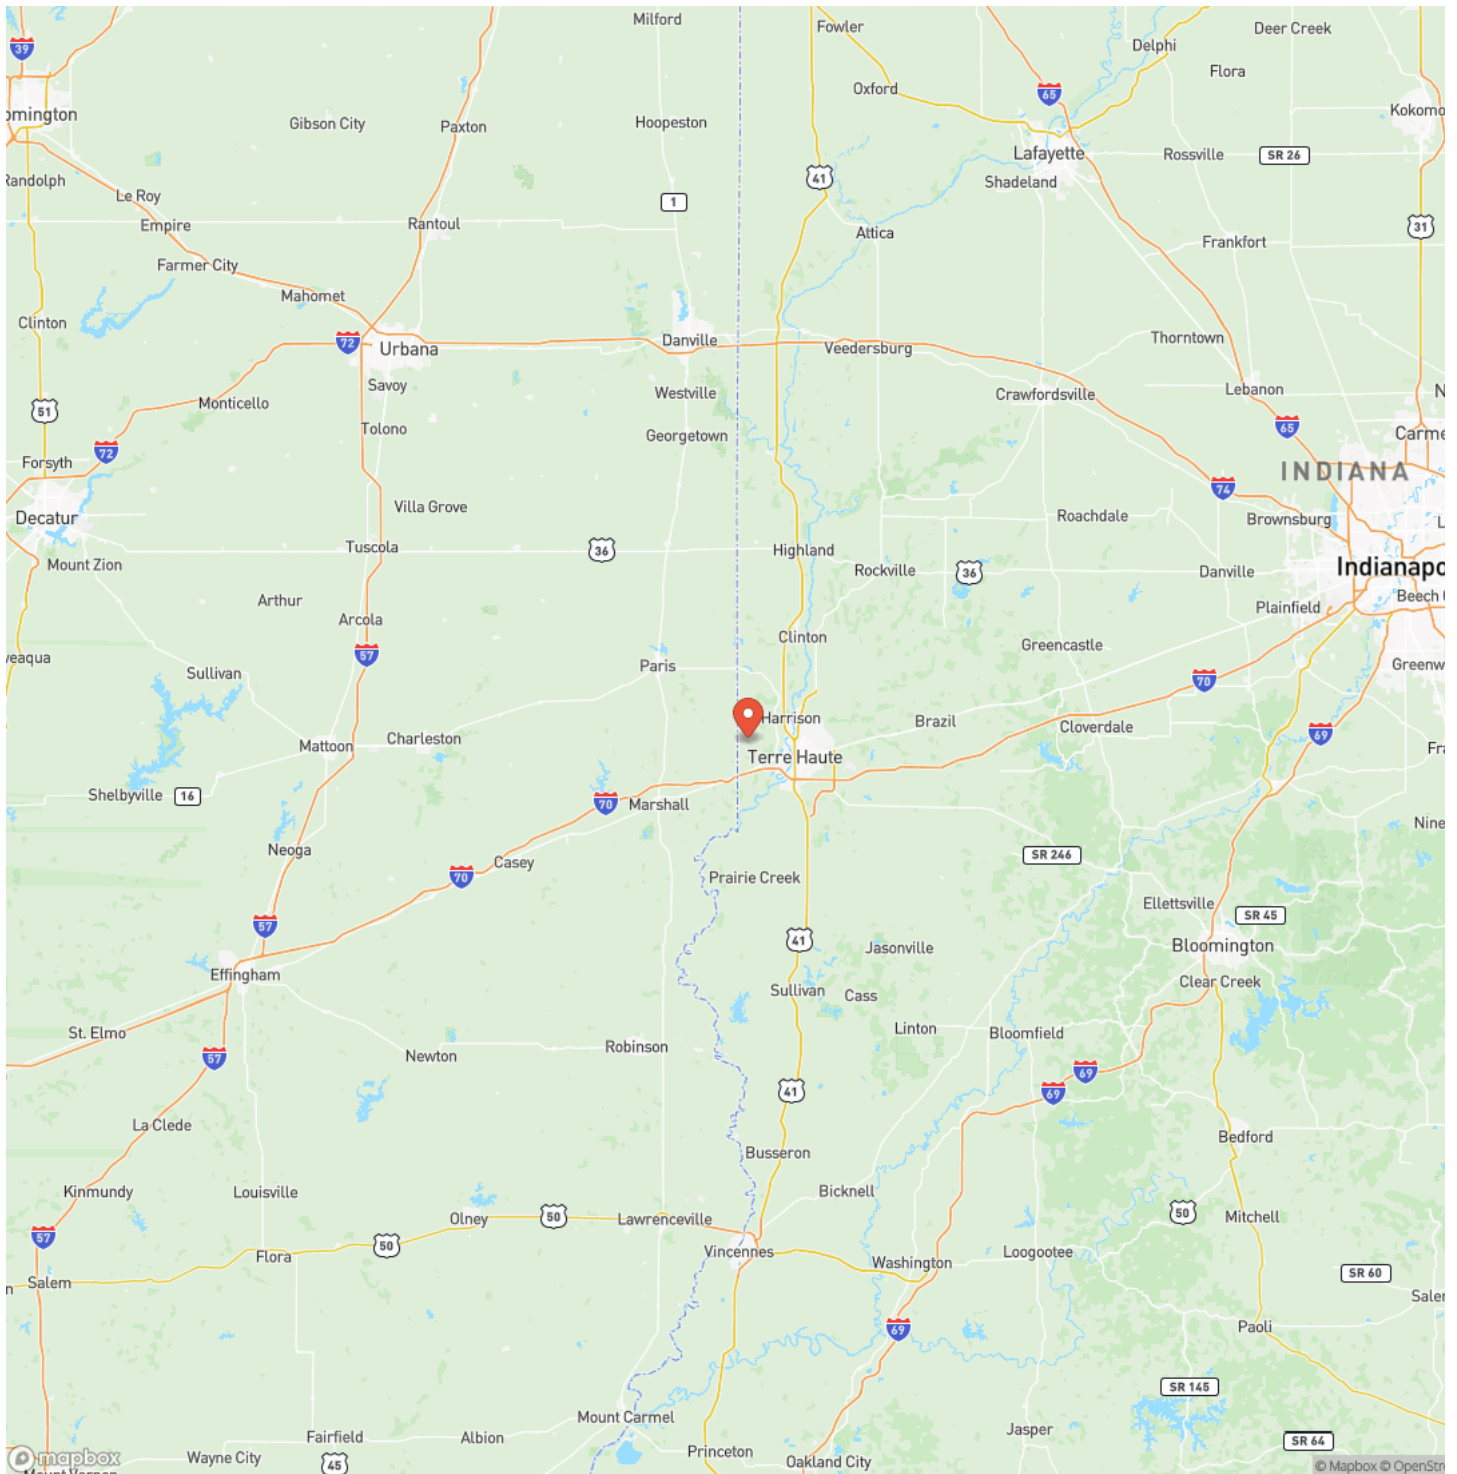 Milford
Fowler
Deer Creek
39
Delphi
Flora
65
Oxford
omington
Gibson City
Paxton
Hoopeston
Kokomo
Lafayette
Rossville
SR 26
Randolph
41
Shadeland
Le Roy
1
Empire
Rantoul
Attica
31
Frankfort
Farmer City
Mahomet
Clinton
72
Urbana
Danville
Veedersburg
Thorntown
Savoy
Westville
Crawfordsville
Lebanon
N
51
Monticello
Tolono
Georgetown
65
Carme
72
Forsyth
INDIANA
74
Villa Grove
Decatur
Roachdale
Brownsburg
L
Tuscola
36
Highland
Mount Zion
Rockville
36
Danville
Indianapo
Arthur
Beech G
Plainfield
Arcola
Clinton
Greencastle
57
veaqua
Paris
Greenw
Sullivan
70
Harrison
Brazil
Cloverdale
69
Mattoon
Charleston
Fra
Terre Haute
Shelbyville
16
70
Marshall
Nine
Neoga
SR 246
Casey
70
Prairie Creek
Ellettsville
SR 45
57
41
Jasonville
Bloomington
Effingham
Clear Creek
Sullivan
Cass
St. Elmo
Linton
Bloomfield
57
Newton
Robinson
69
41
69
La Clede
Bedford
Busseron
Kinmundy
Louisville
Bicknell
50
Olney
50
Lawrenceville
Mitchell
57
50
Flora
Vincennes
Washington
Loogootee
n
Salem
SR 60
Saler
69
Paoli
SR 145
Mount Carmel
Jasper
Fairfield
Albion
SR 64
Wayne City
45
Princeton
Oakland City
mapbox
Mount Vernon
© Mapbox © OpenStre